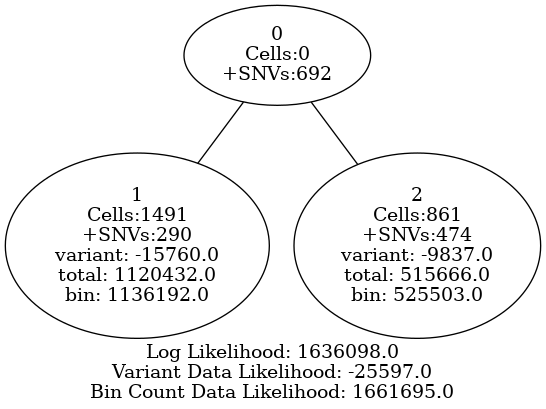 0
Cells:0
+SNVs:692
1
Cells:1491
+SNVs:290
variant: -15760.0
total: 1120432.0
bin: 1136192.0
2
Cells:861
+SNVs:474
variant: -9837.0
total: 515666.0
bin: 525503.0
Log Likelihood: 1636098.0
Variant Data Likelihood: -25597.0
Bin Count Data Likelihood: 1661695.0